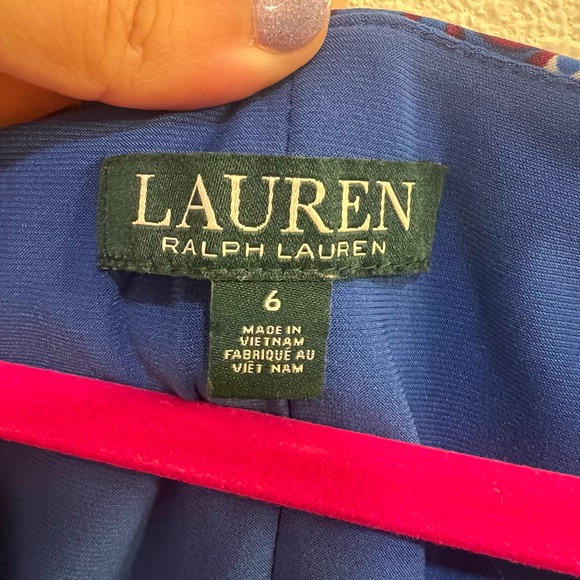 LAUREN
RALPH LAUREN
6
MADE IN
VIETNAM
FABRIQUÉ AU
VIÊT NAM